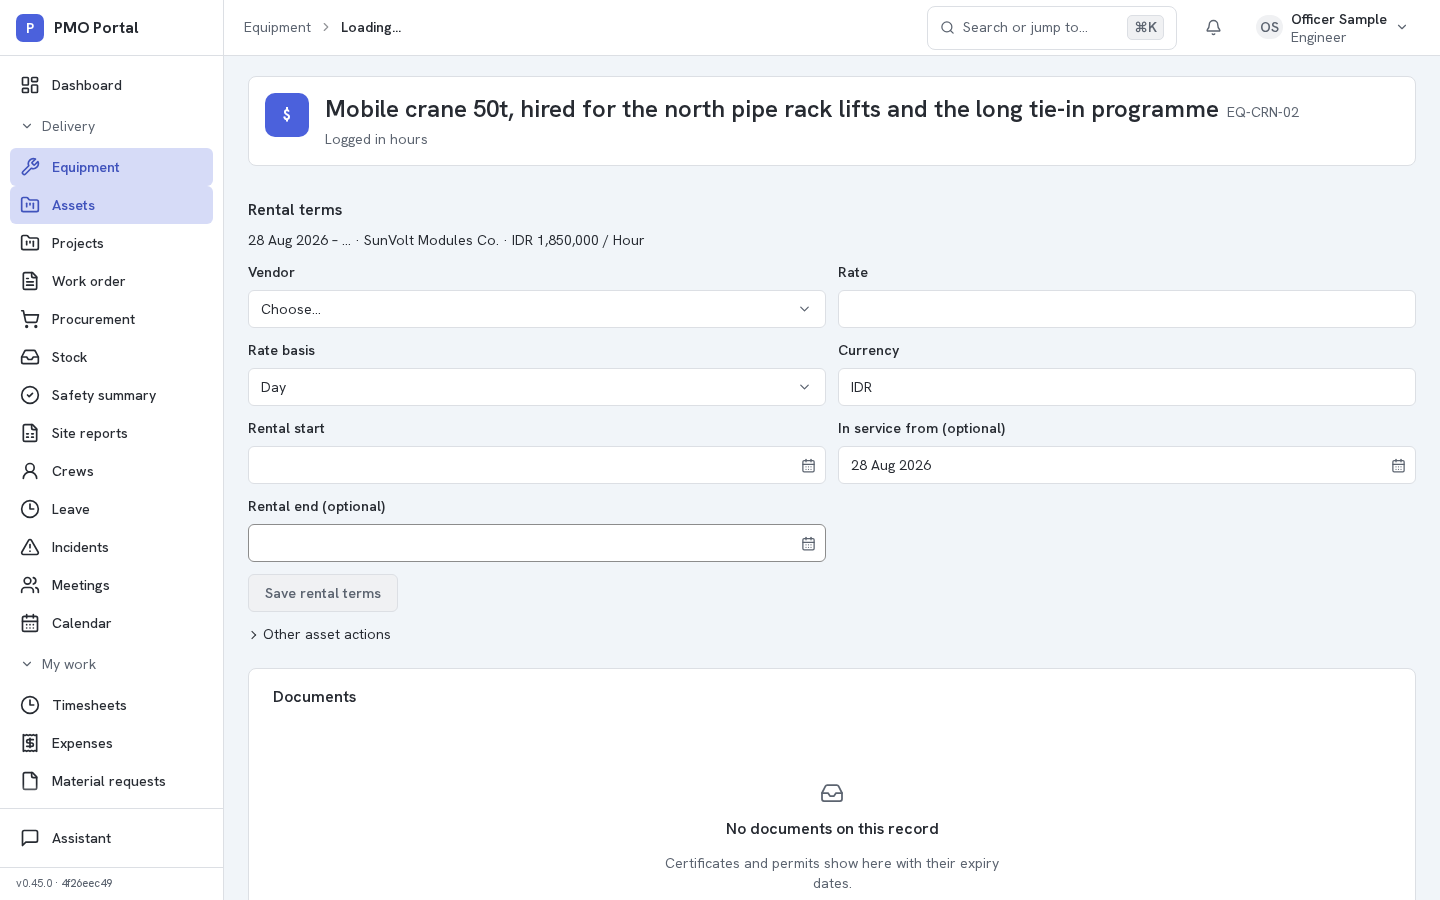 P PMO Portal
Equipment > Loading...
Search or jump to... ⌘K
OS Officer Sample
Engineer
Dashboard
Delivery
Equipment
Assets
Projects
Work order
Procurement
Stock
Safety summary
Site reports
Crews
Leave
Incidents
Meetings
Calendar
My work
Timesheets
Expenses
Material requests
Assistant
v0.45.0 · 4f26eec49
$ Mobile crane 50t, hired for the north pipe rack lifts and the long tie-in programme EQ-CRN-02
Logged in hours
Rental terms
28 Aug 2026 – ... · SunVolt Modules Co. · IDR 1,850,000 / Hour
Vendor
Choose...
Rate
Rate basis
Day
Currency
IDR
Rental start
In service from (optional)
28 Aug 2026
Rental end (optional)
Save rental terms
Other asset actions
Documents
No documents on this record
Certificates and permits show here with their expiry
dates.